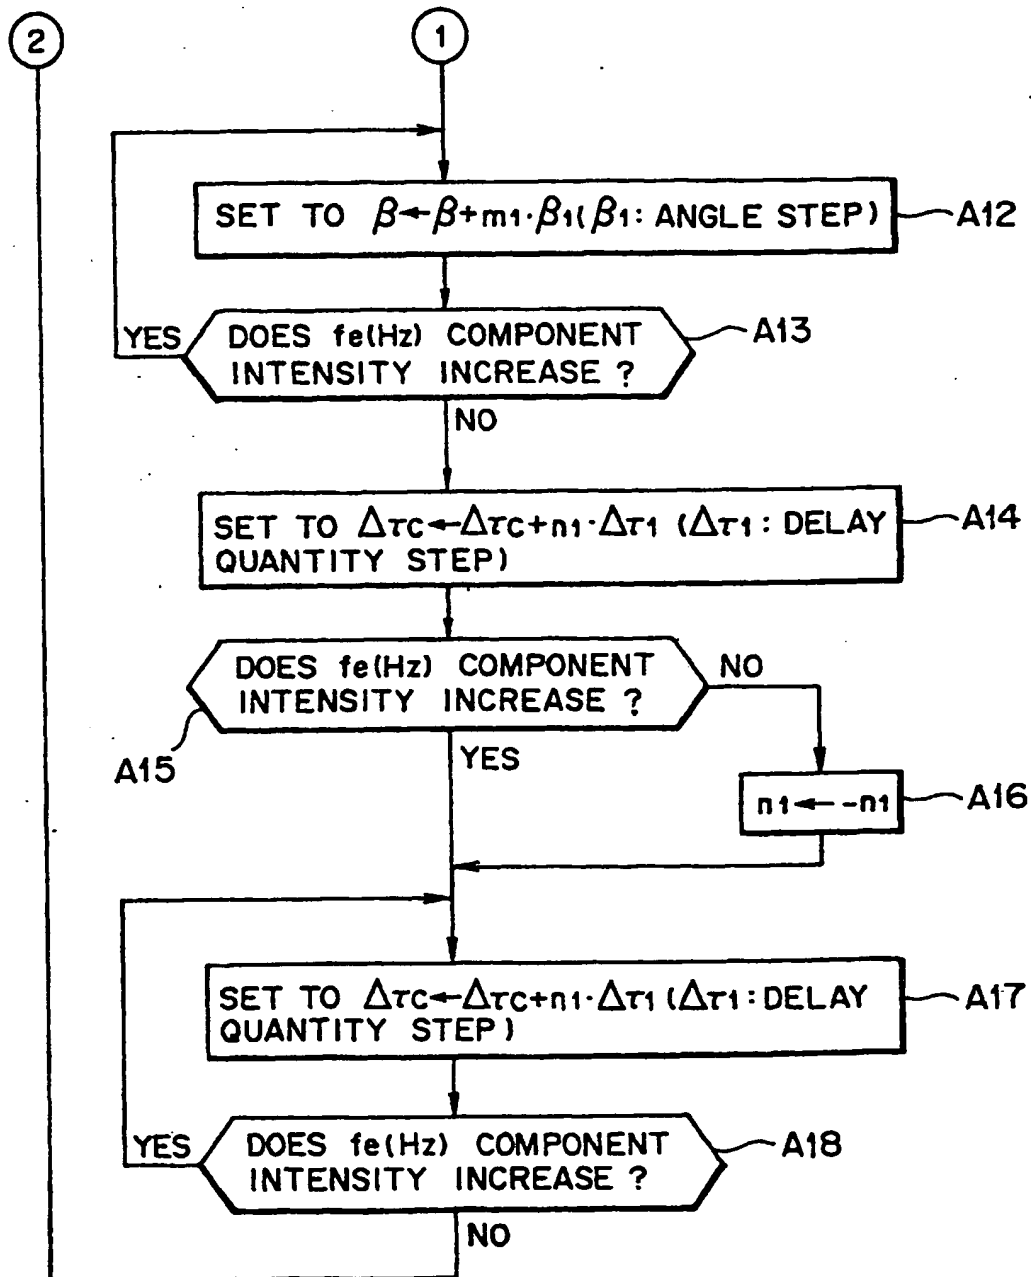 2
1
SET TO β←β+m1·β1(β1: ANGLE STEP)
A12
YES
DOES fe(Hz) COMPONENT
INTENSITY INCREASE ?
A13
NO
SET TO Δτc←Δτc+n1·Δτ1 (Δτ1: DELAY
QUANTITY STEP)
A14
DOES fe(Hz) COMPONENT
INTENSITY INCREASE ?
NO
A15
YES
n1← -n1
A16
SET TO Δτc←Δτc+n1·Δτ1 (Δτ1: DELAY
QUANTITY STEP)
A17
YES
DOES fe(Hz) COMPONENT
INTENSITY INCREASE ?
A18
NO